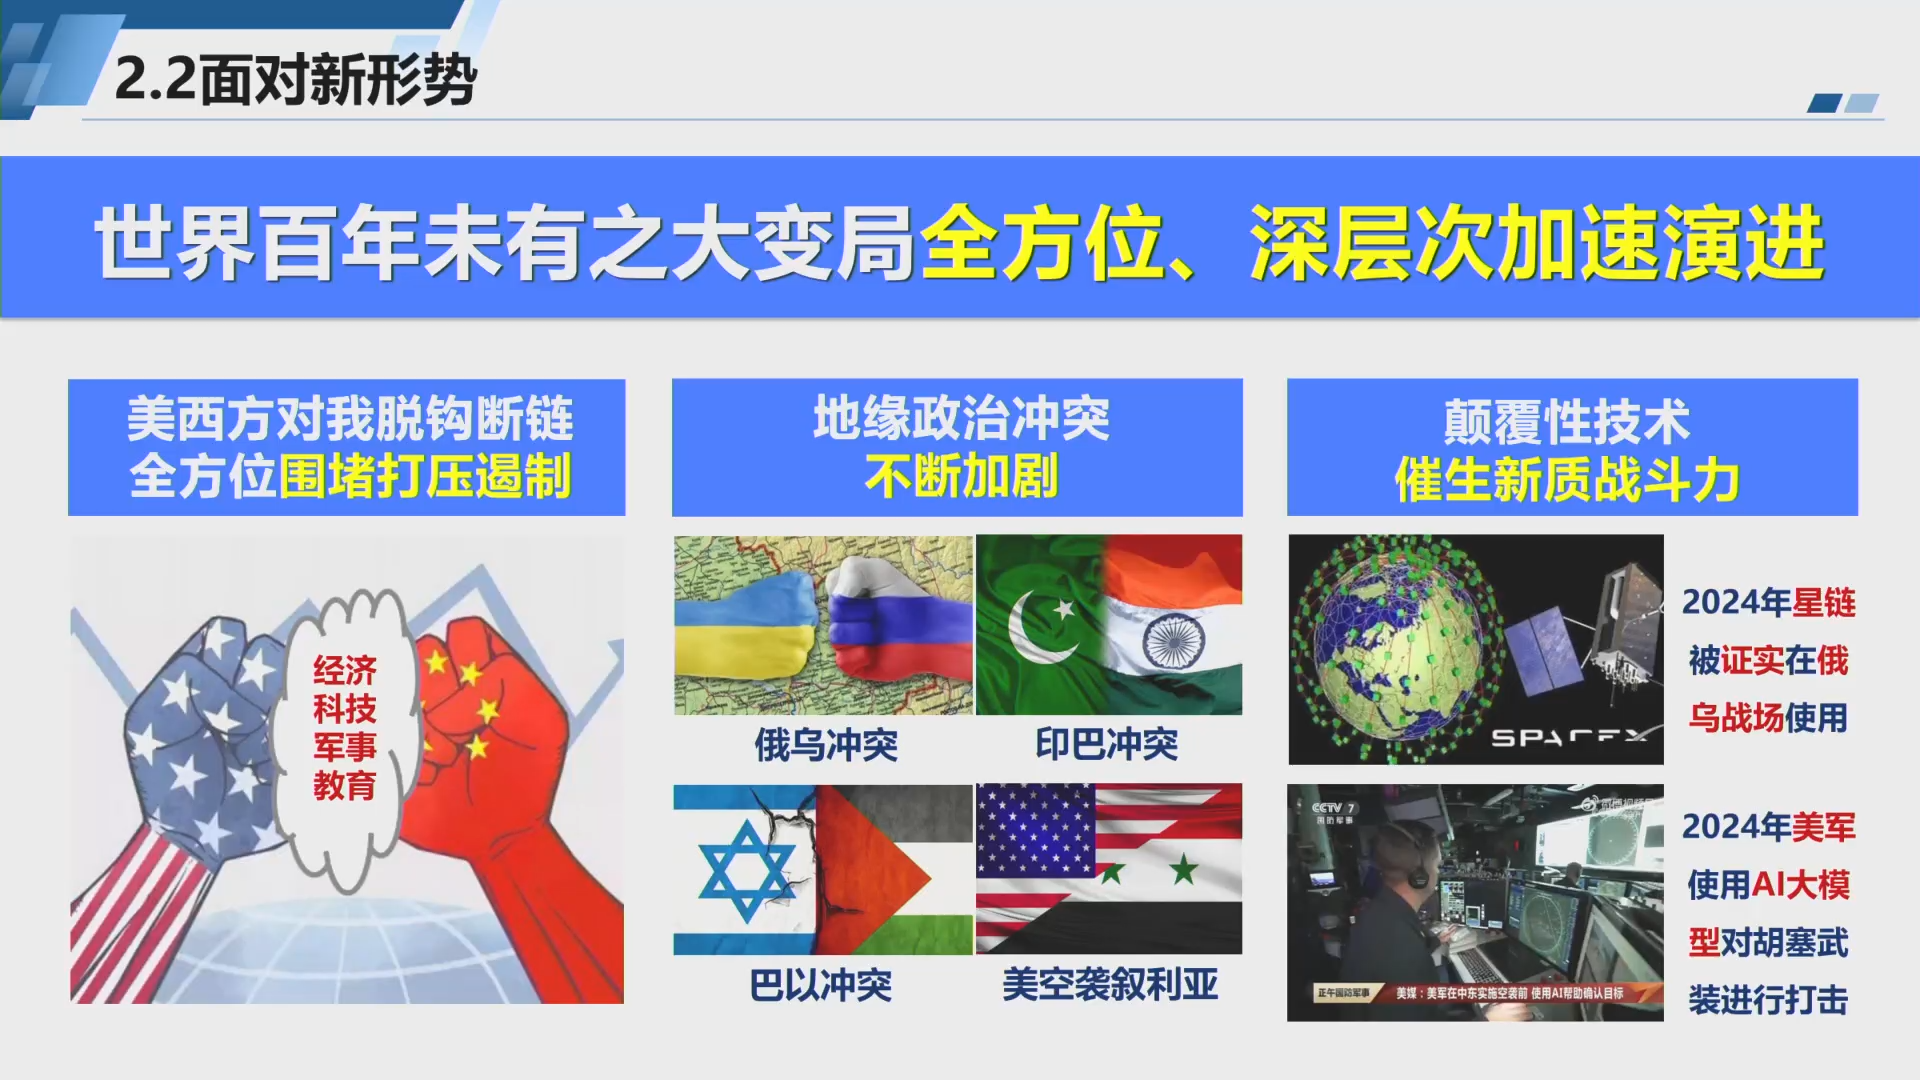 2.2面对新形势
世界百年未有之大变局全方位、深层次加速演进
美西方对我脱钩断链
全方位围堵打压遏制
经济
科技
军事
教育
地缘政治冲突
不断加剧
俄乌冲突
印巴冲突
巴以冲突
美空袭叙利亚
颠覆性技术
催生新质战斗力
SPACEX
2024年星链
被证实在俄
乌战场使用
CCTV 7
国防军事
正午国防军事
美媒：美军在中东实施空袭前 使用AI帮助确认目标
2024年美军
使用AI大模
型对胡塞武
装进行打击